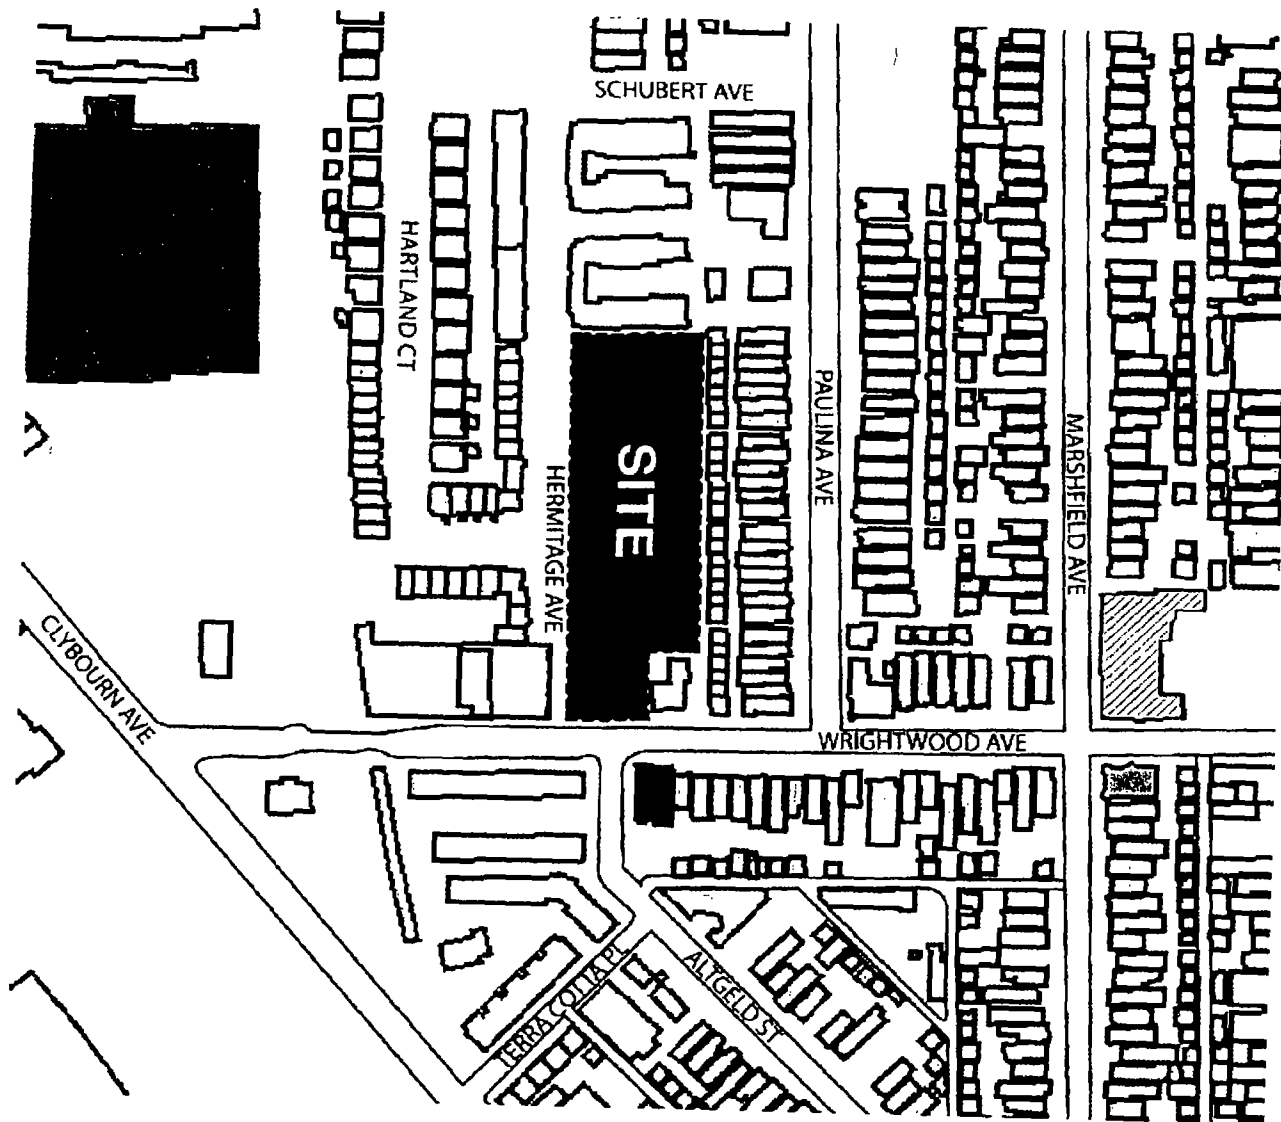 SCHUBERT AVE
HARTLAND CT
PAULINA AVE
MARSHFIELD AVE
SITE
HERMITAGE AVE
CLYBOURN AVE
WRIGHTWOOD AVE
TERRA COTTA PL
ALTGELD ST